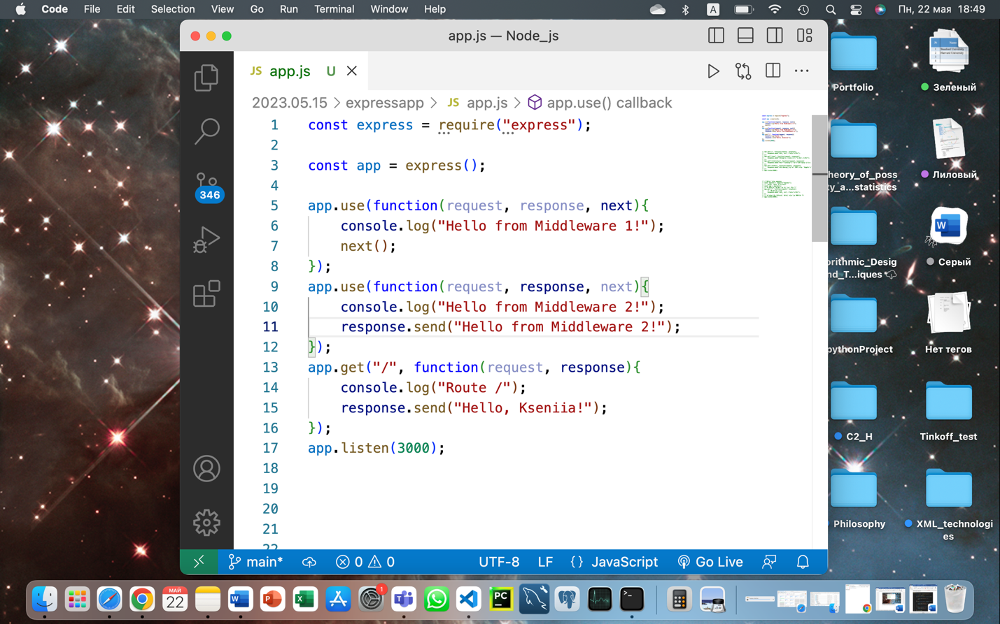 Code File Edit Selection View Go Run Terminal Window Help
A
Пн, 22 мая 18:49
app.js — Node_js
JS app.js U
2023.05.15 > expressapp > JS app.js > app.use() callback
1 const express = require("express");
2
3 const app = express();
4
5 app.use(function(request, response, next){
6 console.log("Hello from Middleware 1!");
7 next();
8 });
9 app.use(function(request, response, next){
10 console.log("Hello from Middleware 2!");
11 response.send("Hello from Middleware 2!");
12 });
13 app.get("/", function(request, response){
14 console.log("Route /");
15 response.send("Hello, Kseniia!");
16 });
17 app.listen(3000);
18
19
20
21
22
346
main* 0 0 UTF-8 LF {} JavaScript Go Live
Portfolio
Зеленый
heory_of_poss
ty_a...statistics
Лиловый
W
orithmic_Desig
nd_T...iques
Серый
pythonProject
Нет тегов
C2_H
Tinkoff_test
Philosophy
XML_technologi
es
МАЙ
22
W
P
X
1
T
PC
>_